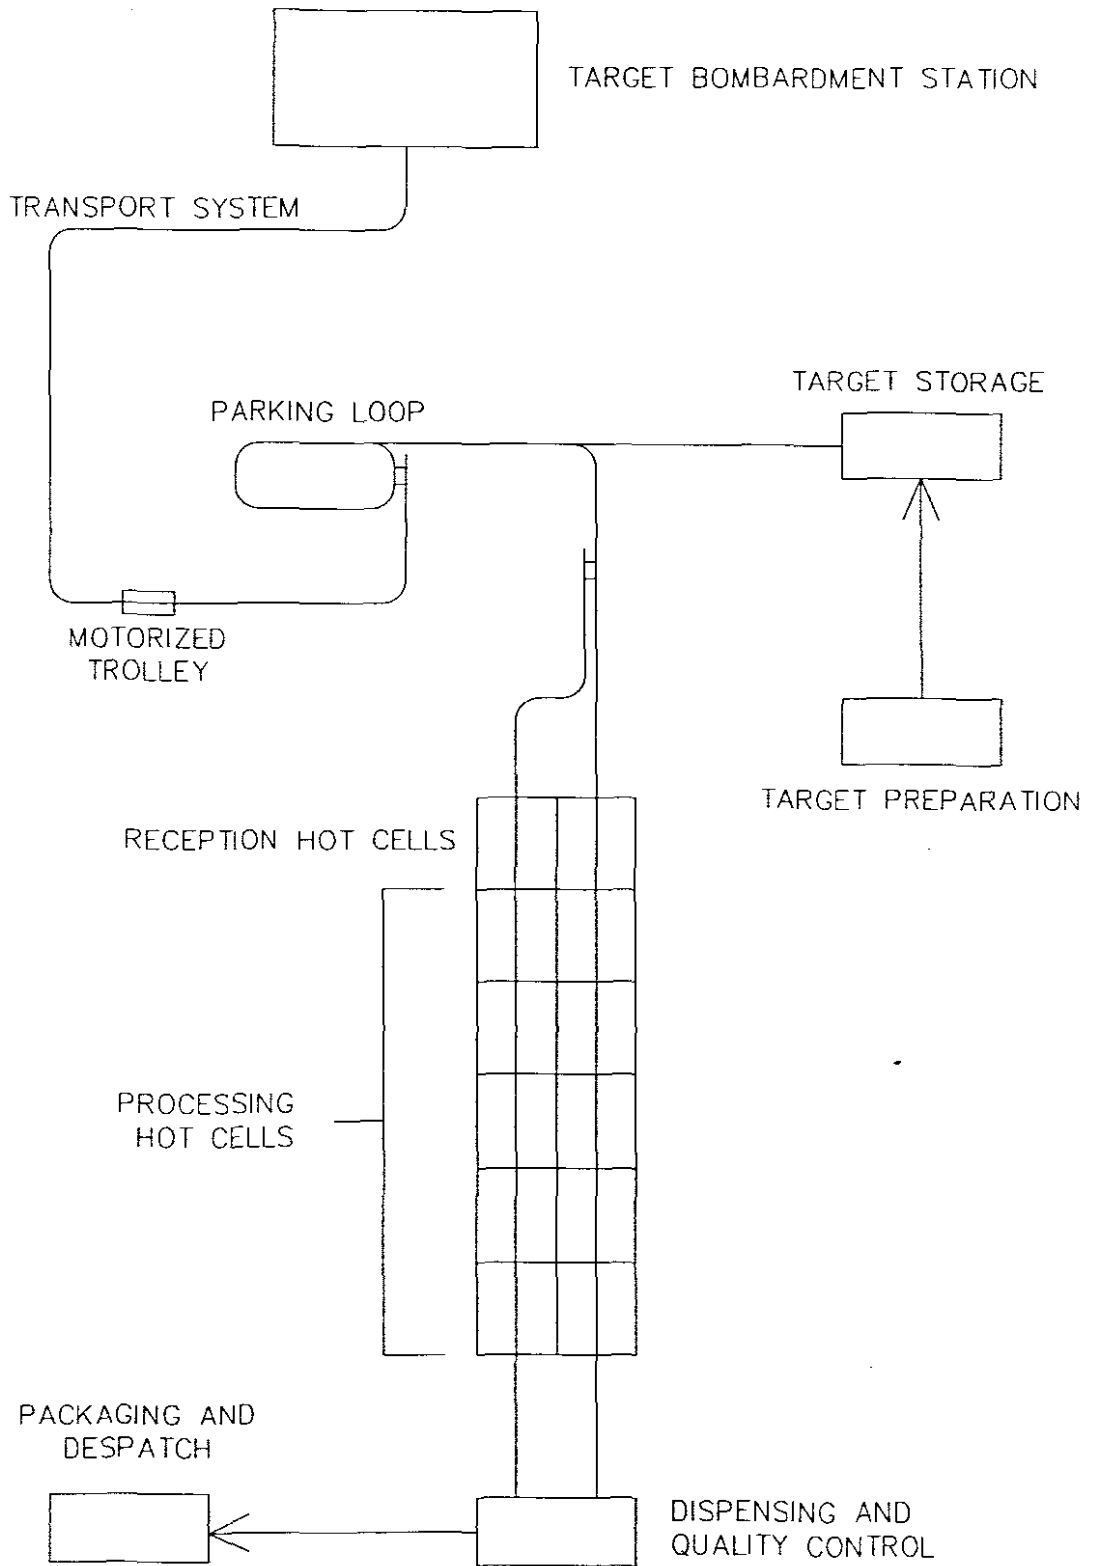 TARGET BOMBARDMENT STATION
TRANSPORT SYSTEM
TARGET STORAGE
PARKING LOOP
MOTORIZED
TROLLEY
TARGET PREPARATION
RECEPTION HOT CELLS
PROCESSING
HOT CELLS
PACKAGING AND
DESPATCH
DISPENSING AND
QUALITY CONTROL